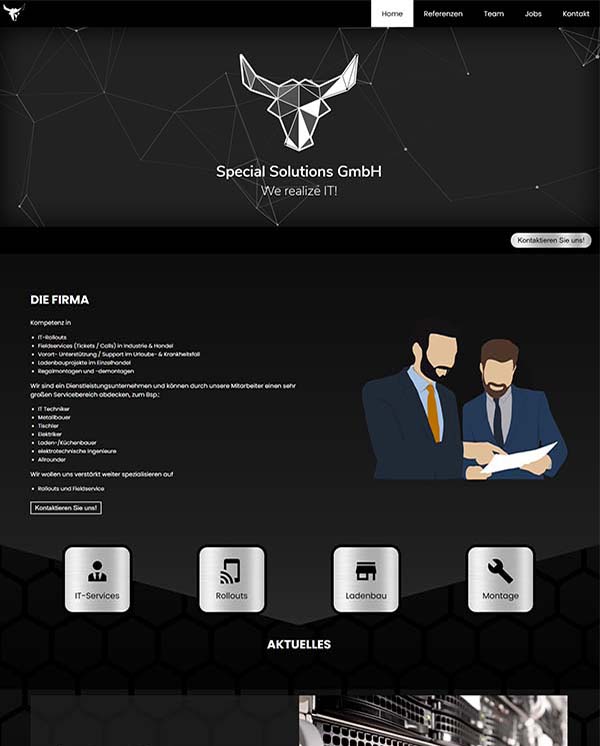 Home Referenzen Team Jobs Kontakt
Special Solutions GmbH
We realize IT!
Kontaktieren Sie uns!
DIE FIRMA
Kompetenz in
IT-Rollouts
Fieldservices (Tickets / Calls) in Industrie & Handel
Vorort- Unterstützung / Support im Urlaubs- & Krankheitsfall
Ladenbauprojekte im Einzelhandel
Regalmontagen und -demontagen
Wir sind ein Dienstleistungsunternehmen und können durch unsere Mitarbeiter einen sehr
großen Servicebereich abdecken, zum Bsp.:
IT Techniker
Metallbauer
Tischler
Elektriker
Laden-/Küchenbauer
elektrotechnische Ingenieure
Allrounder
Wir wollen uns verstärkt weiter spezialisieren auf
Rollouts und Fieldservice
Kontaktieren Sie uns!
IT-Services Rollouts Ladenbau Montage
AKTUELLES